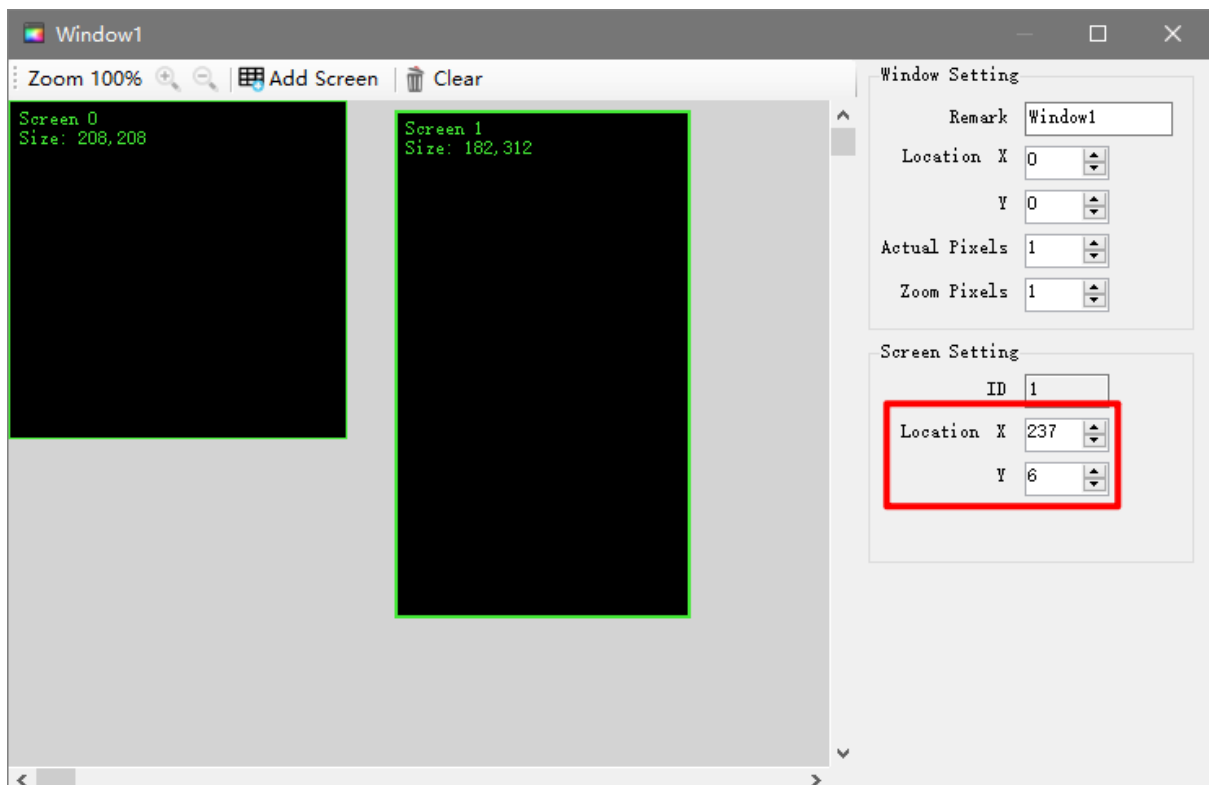 Window1
Zoom 100% Add Screen Clear
Screen 0
Size: 208,208
Screen 1
Size: 182,312
Window Setting
Remark Window1
Location X 0
Y 0
Actual Pixels 1
Zoom Pixels 1
Screen Setting
ID 1
Location X 237
Y 6